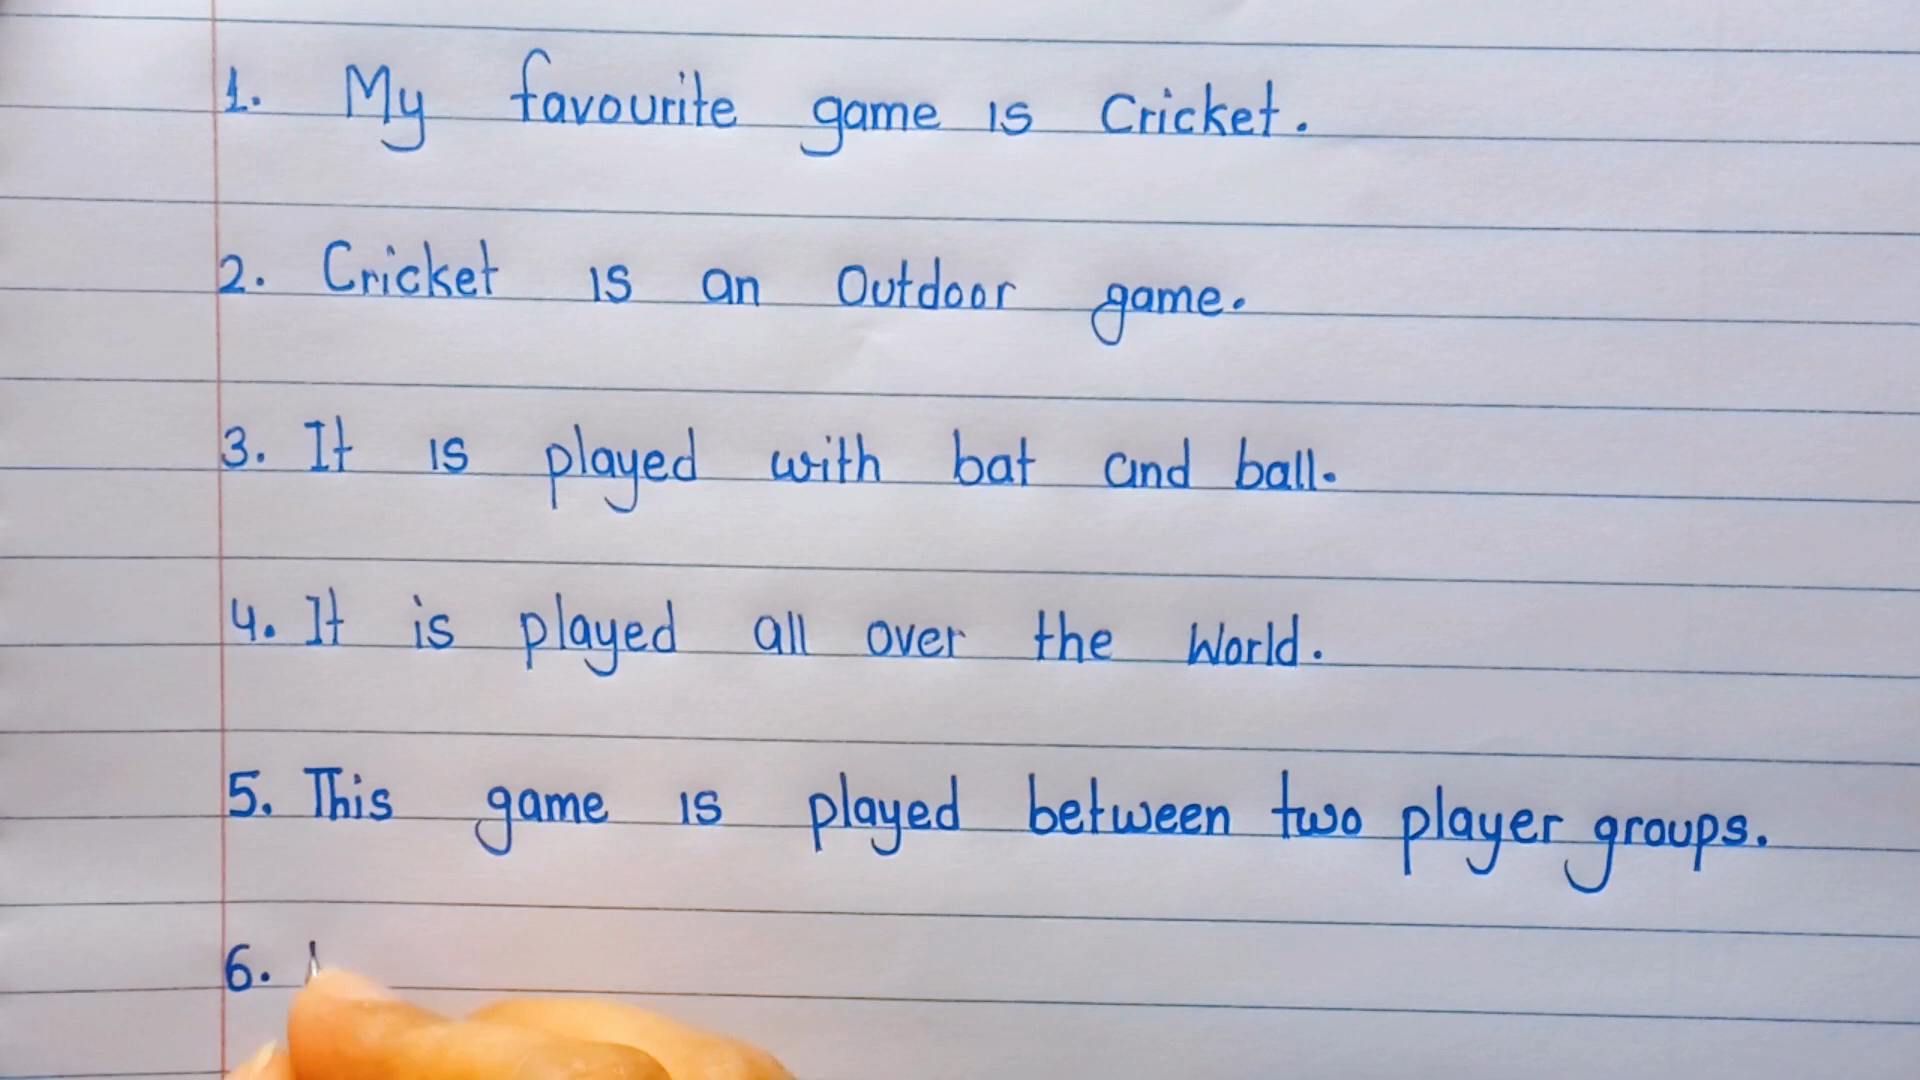 1. My favourite game is Cricket.
2. Cricket is an Outdoor game.
3. It is played with bat and ball.
4. It is played all over the World.
5. This game is played between two player groups.
6.